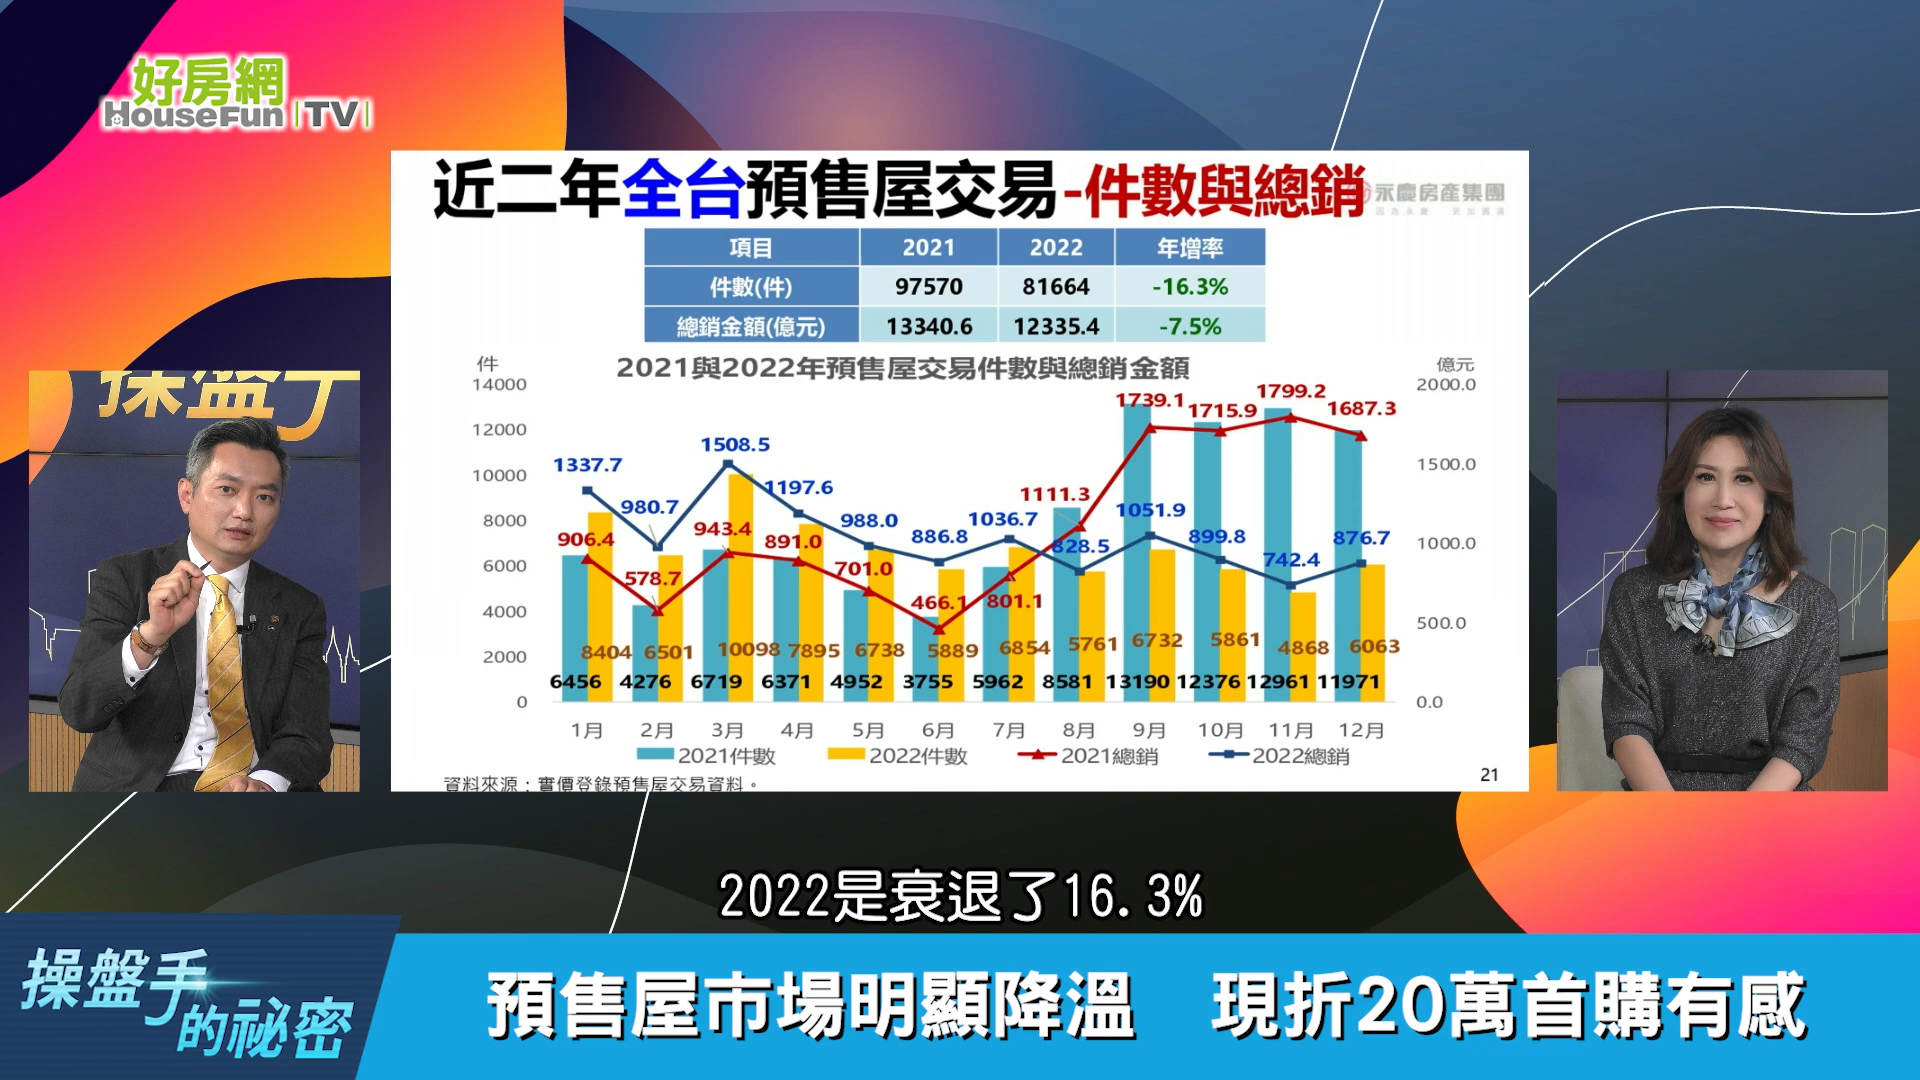 好房網
HouseFun TV
操盤手
近二年全台預售屋交易-件數與總銷
永慶房產集團
因為永慶 更加圓滿
項目 2021 2022 年增率
件數(件) 97570 81664 -16.3%
總銷金額(億元) 13340.6 12335.4 -7.5%
件 2021與2022年預售屋交易件數與總銷金額 億元
14000 12000 10000 8000 6000 4000 2000 0
2000.0 1500.0 1000.0 500.0 0.0
1337.7 980.7 1508.5 1197.6 988.0 886.8 1036.7 828.5 1051.9 899.8 742.4 876.7
906.4 578.7 943.4 891.0 701.0 466.1 801.1 1111.3 1739.1 1715.9 1799.2 1687.3
8404 6501 10098 7895 6738 5889 6854 5761 6732 5861 4868 6063
6456 4276 6719 6371 4952 3755 5962 8581 13190 12376 12961 11971
1月 2月 3月 4月 5月 6月 7月 8月 9月 10月 11月 12月
2021件數 2022件數 2021總銷 2022總銷
資料來源：實價登錄預售屋交易資料。
21
2022是衰退了16.3%
操盤手的祕密
預售屋市場明顯降溫 現折20萬首購有感